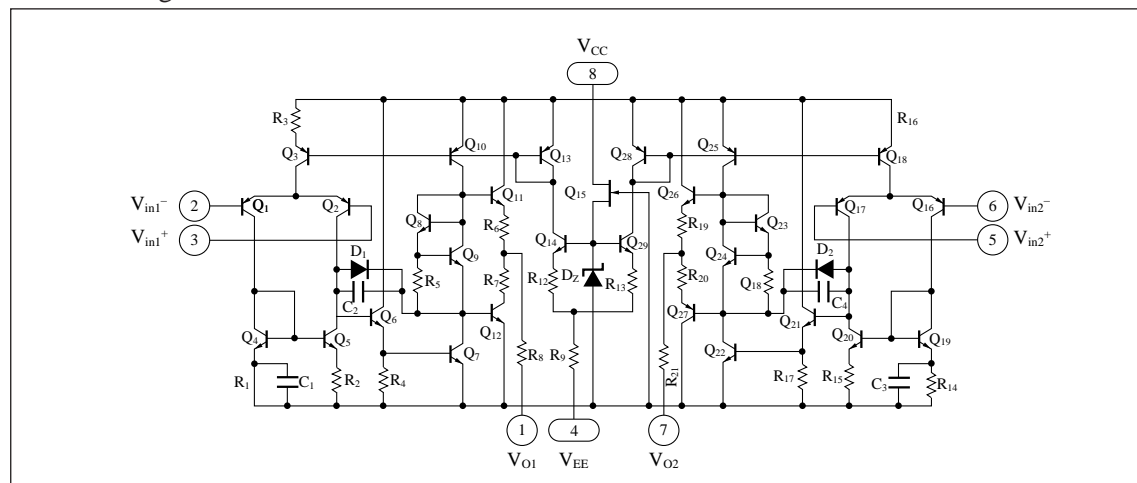 V_CC
8
R_3
R_16
Q_3
Q_10
Q_13
Q_28
Q_25
Q_18
Q_15
V_in1^-
2
Q_1
Q_2
Q_11
Q_26
Q_17
Q_16
6
V_in2^-
V_in1^+
3
Q_8
R_6
R_19
Q_23
5
V_in2^+
D_1
Q_9
Q_14
Q_29
Q_24
D_2
C_2
R_5
R_7
R_12
D_Z
R_13
R_20
Q_18
C_4
Q_6
Q_12
Q_27
Q_21
Q_4
Q_5
Q_7
R_8
R_9
R_21
Q_22
Q_20
Q_19
R_1
C_1
R_2
R_4
R_17
R_15
C_3
R_14
1
4
7
V_O1
V_EE
V_O2